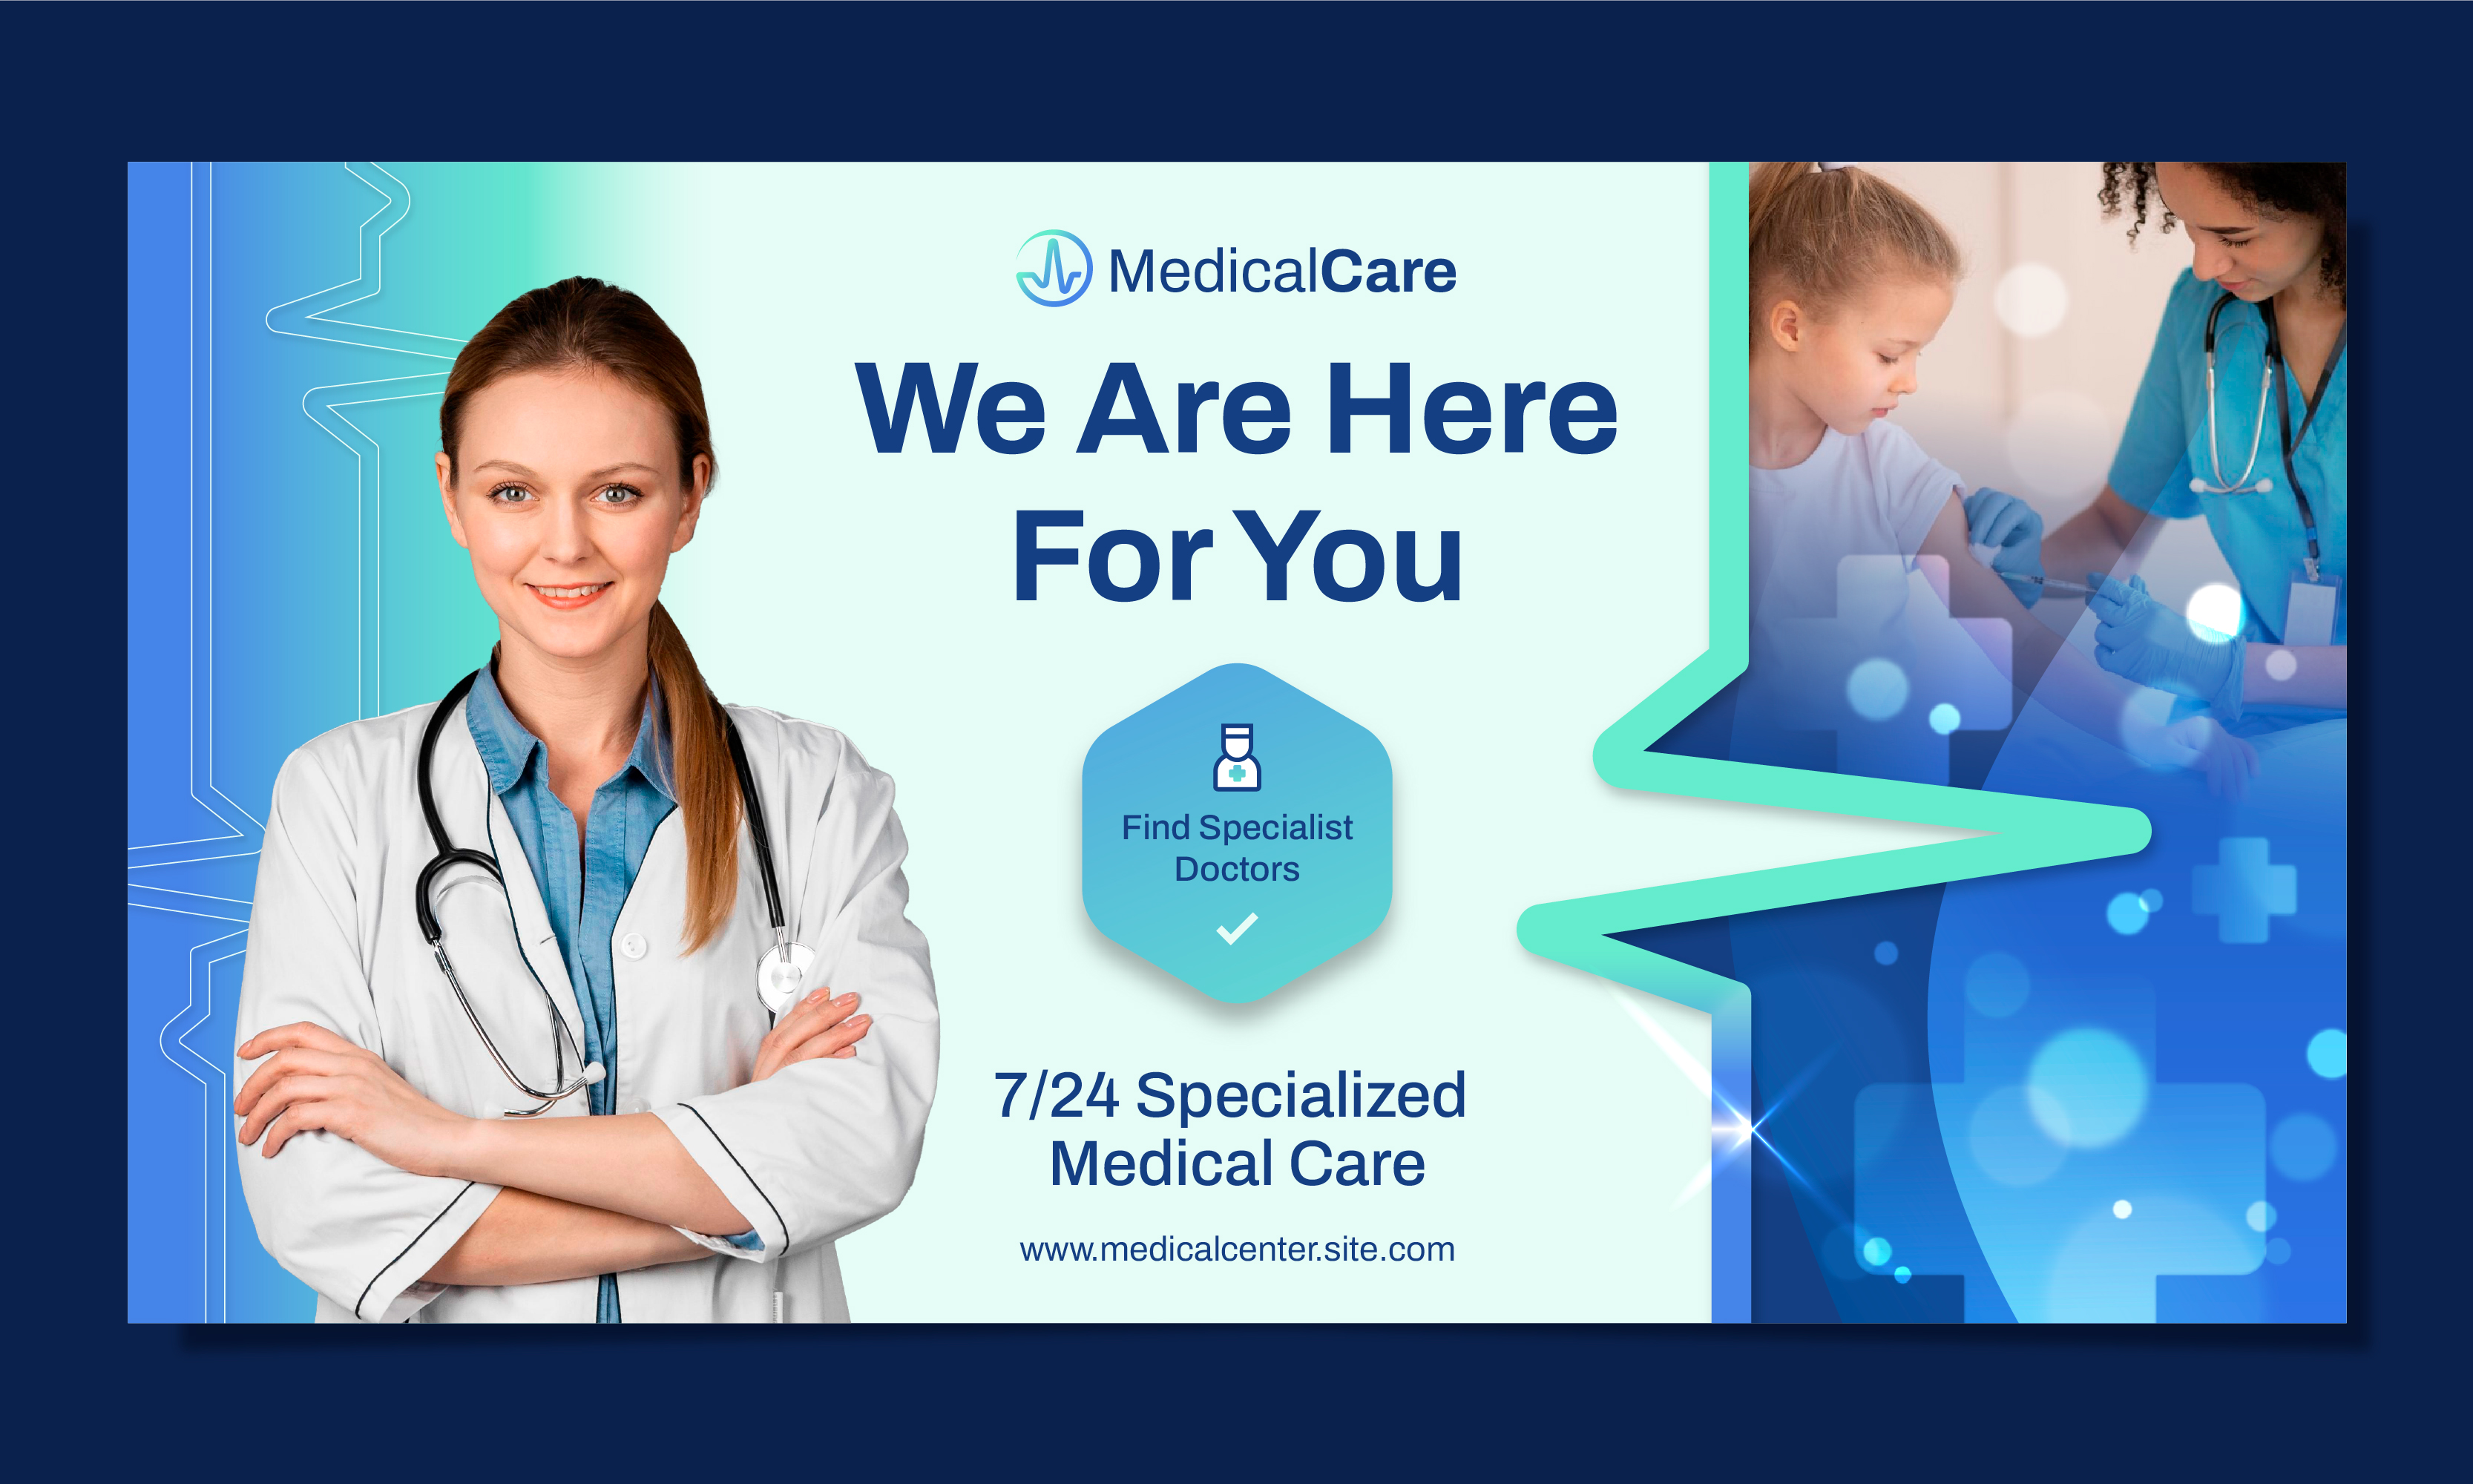 MedicalCare
We Are Here
For You
Find Specialist
Doctors
7/24 Specialized
Medical Care
www.medicalcenter.site.com